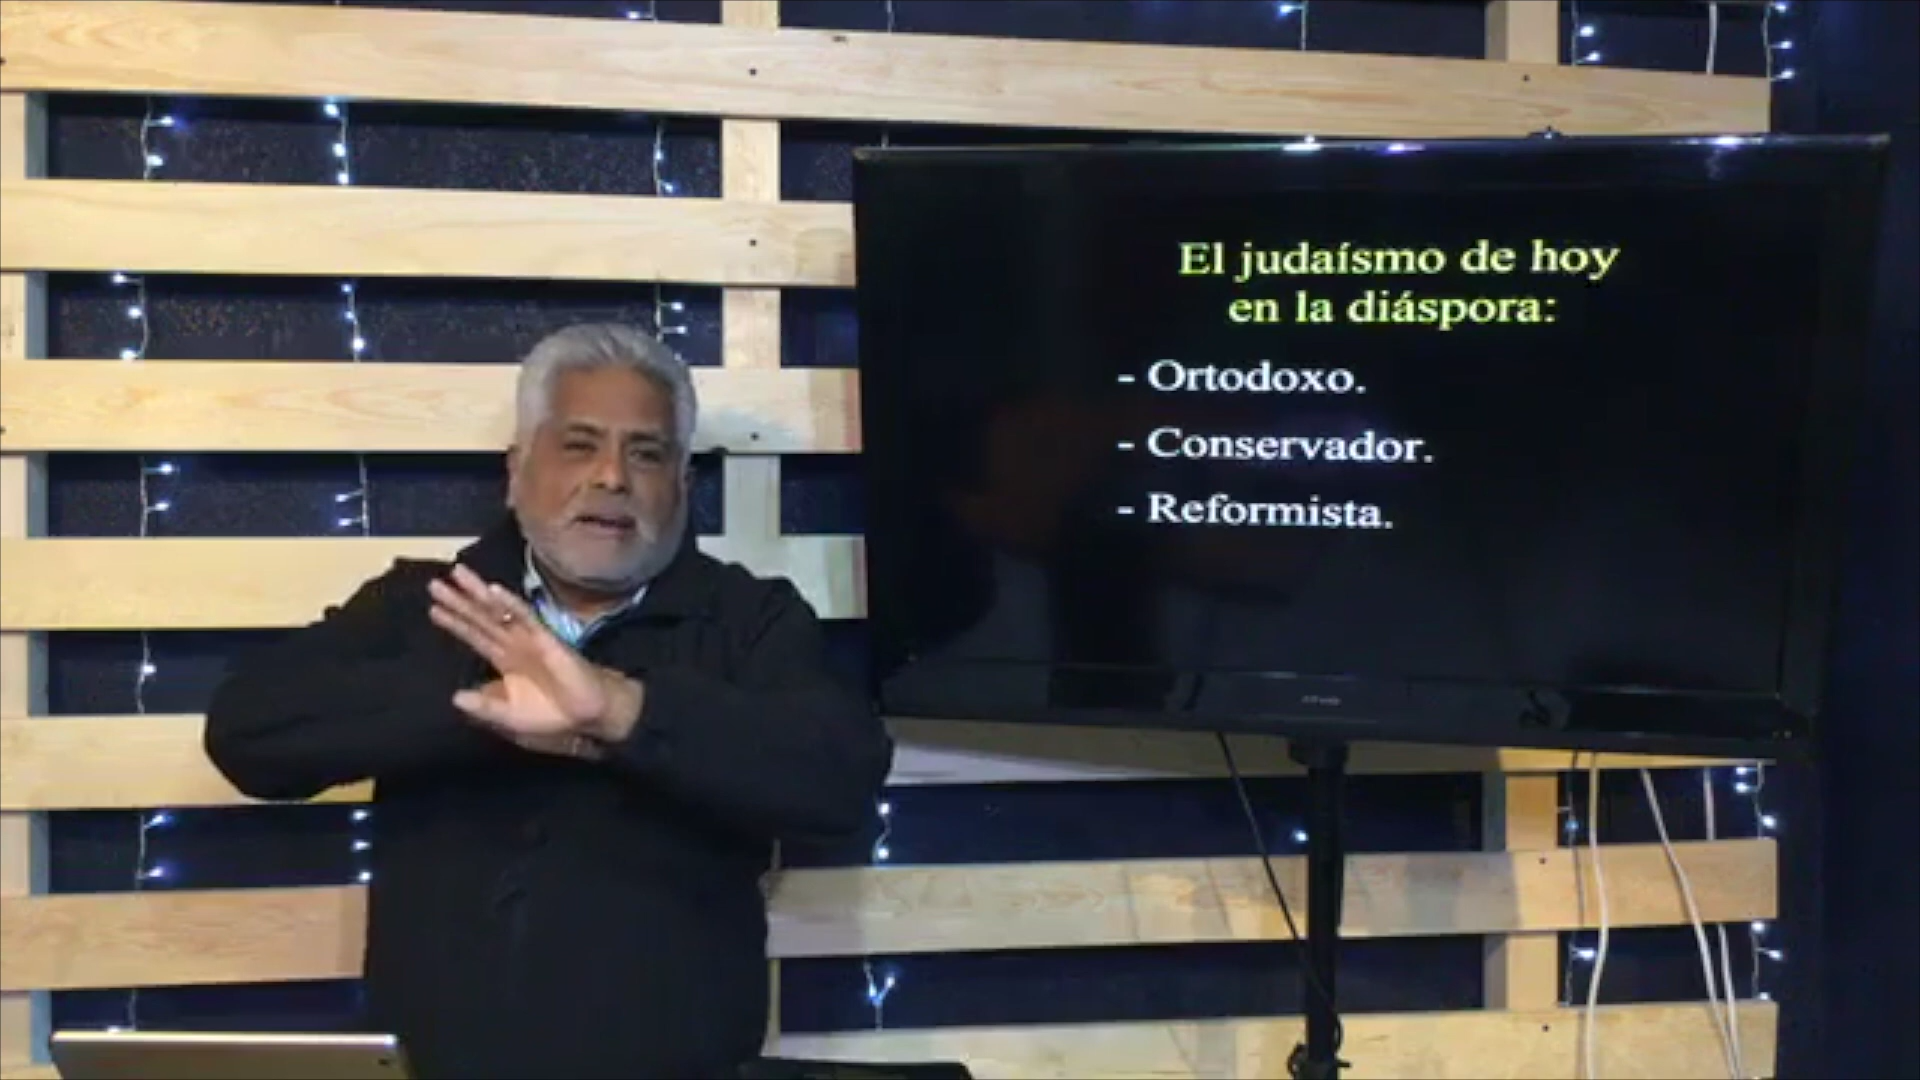 El judaísmo de hoy
en la diáspora:
- Ortodoxo.
- Conservador.
- Reformista.